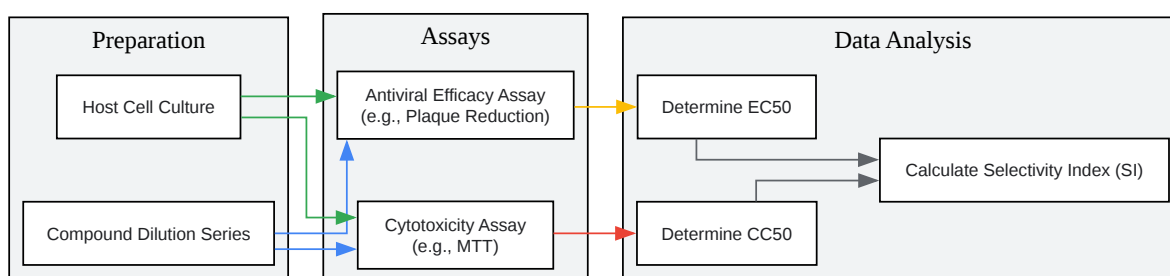 Preparation
Host Cell Culture
Compound Dilution Series
Assays
Antiviral Efficacy Assay
(e.g., Plaque Reduction)
Cytotoxicity Assay
(e.g., MTT)
Data Analysis
Determine EC50
Determine CC50
Calculate Selectivity Index (SI)